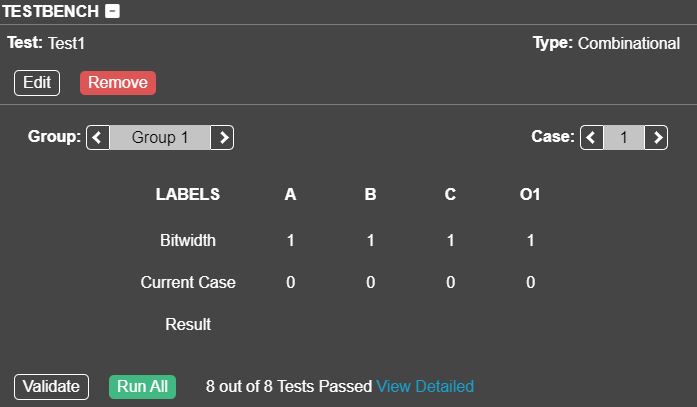 TESTBENCH
Test: Test1 Type: Combinational
Edit Remove
Group: Group 1 Case: 1
LABELS A B C O1
Bitwidth 1 1 1 1
Current Case 0 0 0 0
Result
Validate Run All 8 out of 8 Tests Passed View Detailed